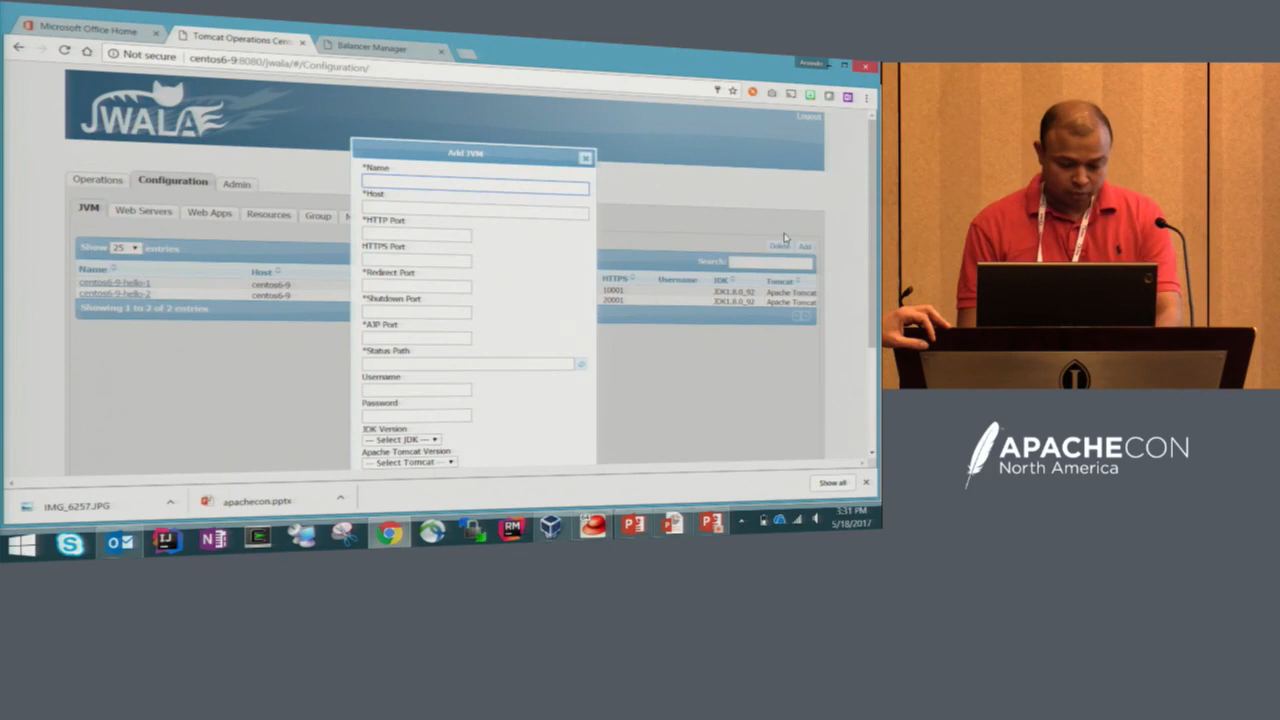 Microsoft Office Home
Tomcat Operations Cen
Balancer Manager
Not secure
centos6-9:8080/jwala/#/Configuration/
JWALA
Logout
Operations
Configuration
Admin
JVM
Web Servers
Web Apps
Resources
Group
Delete
Add
Show 25 entries
Search:
Name
Host
HTTPS
Username
JDK
Tomcat
centos6-9-hello-1
centos6-9
10001
JDK1.8.0_92
Apache Tomcat
centos6-9-hello-2
centos6-9
20001
JDK1.8.0_92
Apache Tomcat
Showing 1 to 2 of 2 entries
Add JVM
*Name
*Host
*HTTP Port
HTTPS Port
*Redirect Port
*Shutdown Port
*AJP Port
*Status Path
Username
Password
JDK Version
--- Select JDK ---
Apache Tomcat Version
--- Select Tomcat ---
IMG_6257.JPG
apachecon.pptx
Show all
3:31 PM
5/18/2017
APACHECON
North America